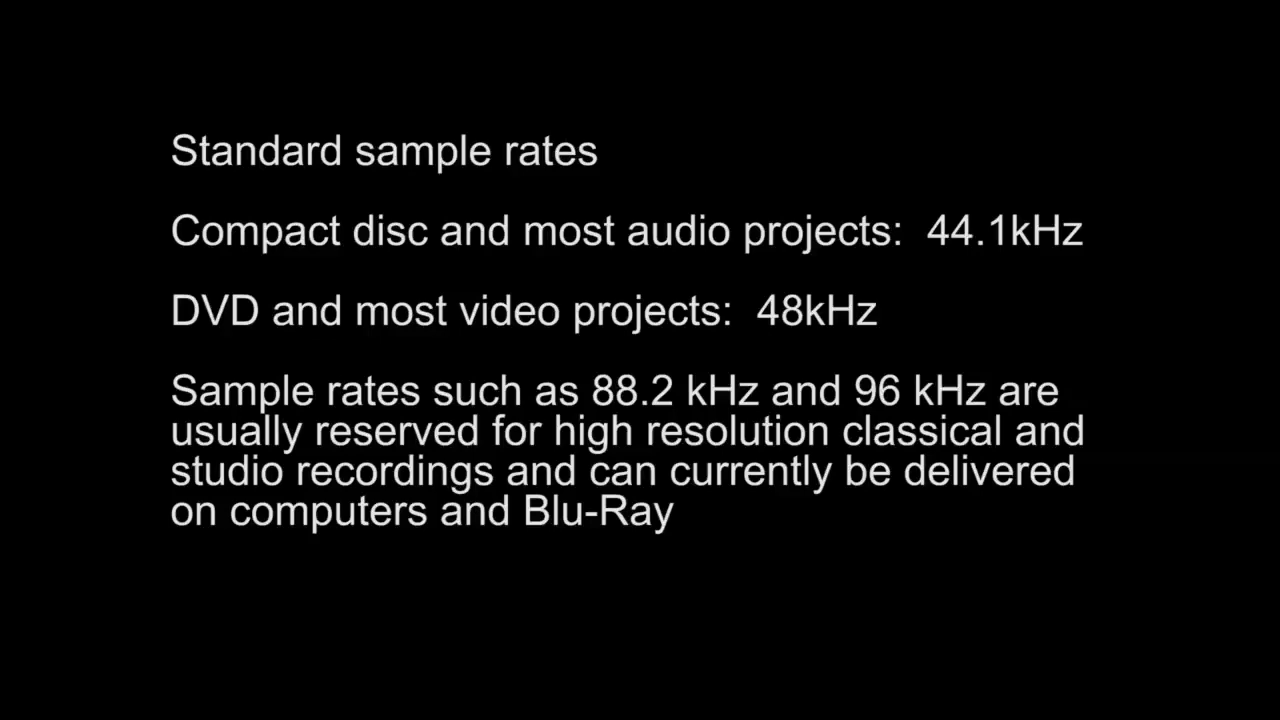 Standard sample rates
Compact disc and most audio projects:  44.1kHz
DVD and most video projects:  48kHz
Sample rates such as 88.2 kHz and 96 kHz are
usually reserved for high resolution classical and
studio recordings and can currently be delivered
on computers and Blu-Ray